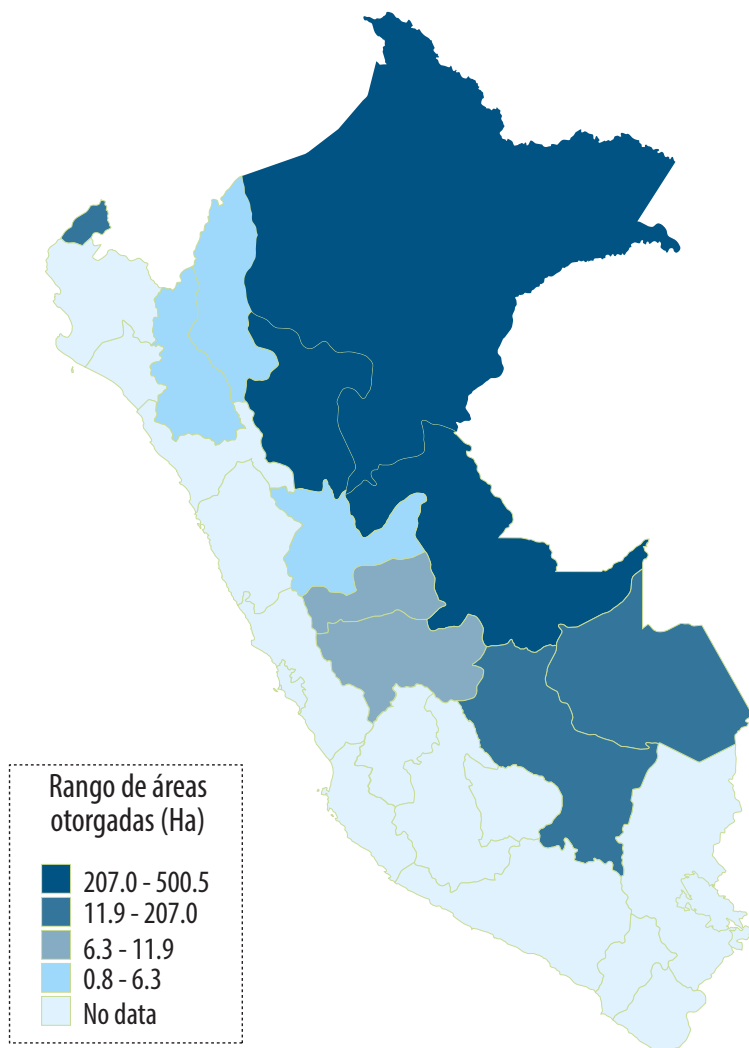 Rango de áreas
otorgadas (Ha)
207.0 - 500.5
11.9 - 207.0
6.3 - 11.9
0.8 - 6.3
No data